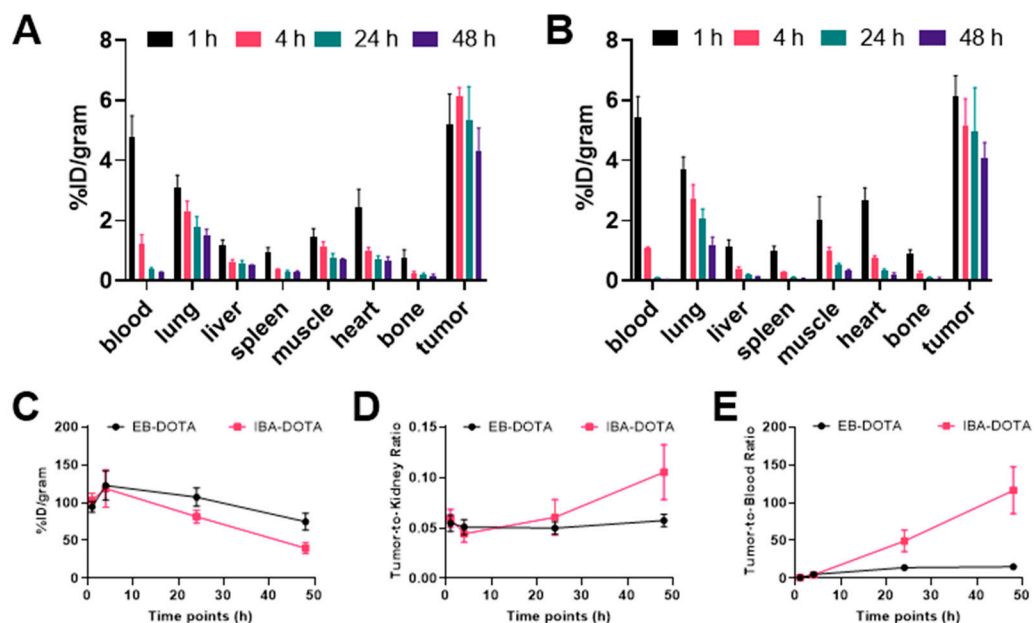 A
1 h 4 h 24 h 48 h
%ID/gram
8
6
4
2
0
blood lung liver spleen muscle heart bone tumor
B
1 h 4 h 24 h 48 h
%ID/gram
8
6
4
2
0
blood lung liver spleen muscle heart bone tumor
C
EB-DOTA IBA-DOTA
%ID/gram
200
150
100
50
0
0 10 20 30 40 50
Time points (h)
D
EB-DOTA IBA-DOTA
Tumor-to-Kidney Ratio
0.15
0.10
0.05
0.00
0 10 20 30 40 50
Time points (h)
E
EB-DOTA IBA-DOTA
Tumor-to-Blood Ratio
200
150
100
50
0
0 10 20 30 40 50
Time points (h)